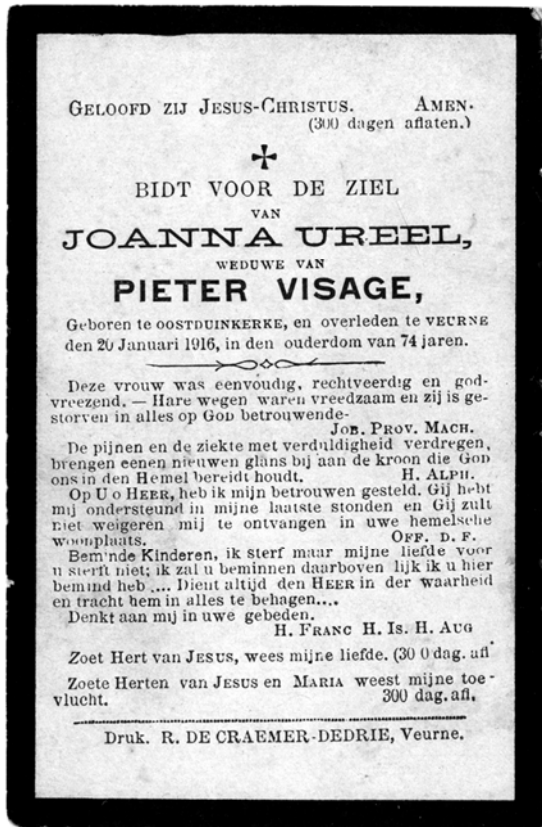 GELOOFD ZIJ JESUS-CHRISTUS. AMEN.
(300 dagen aflaten.)
BIDT VOOR DE ZIEL
VAN
JOANNA UREEL,
WEDUWE VAN
PIETER VISAGE,
Geboren te OOSTDUINKERKE, en overleden te VEURNE
den 20 Januari 1916, in den ouderdom van 74 jaren.
Deze vrouw was eenvoudig, rechtveerdig en god-
vreezend. — Hare wegen waren vreedzaam en zij is ge-
storven in alles op GOD betrouwende-
JOB. PROV. MACH.
De pijnen en de ziekte met verduldigheid verdregen,
brengen eenen nieuwen glans bij aan de kroon die GOD
ons in den Hemel bereidt houdt. H. ALPH.
Op U o HEER, heb ik mijn betrouwen gesteld. Gij hebt
mij ondersteund in mijne laatste stonden en Gij zult
niet weigeren mij te ontvangen in uwe hemelsche
woonplaats. OFF. D. F.
Bem nde Kinderen, ik sterf maar mijne liefde voor
u sterft niet; ik zal u beminnen daarboven lijk ik u hier
bemind heb .... Dient altijd den HEER in der waarheid
en tracht hem in alles te behagen....
Denkt aan mij in uwe gebeden.
H. FRANC H. IS. H. AUG
Zoet Hert van JESUS, wees mijne liefde. (30 0 dag. afl
Zoete Herten van JESUS en MARIA weest mijne toe-
vlucht. 300 dag. afl.
Druk. R. DE CRAEMER-DEDRIE, Veurne.